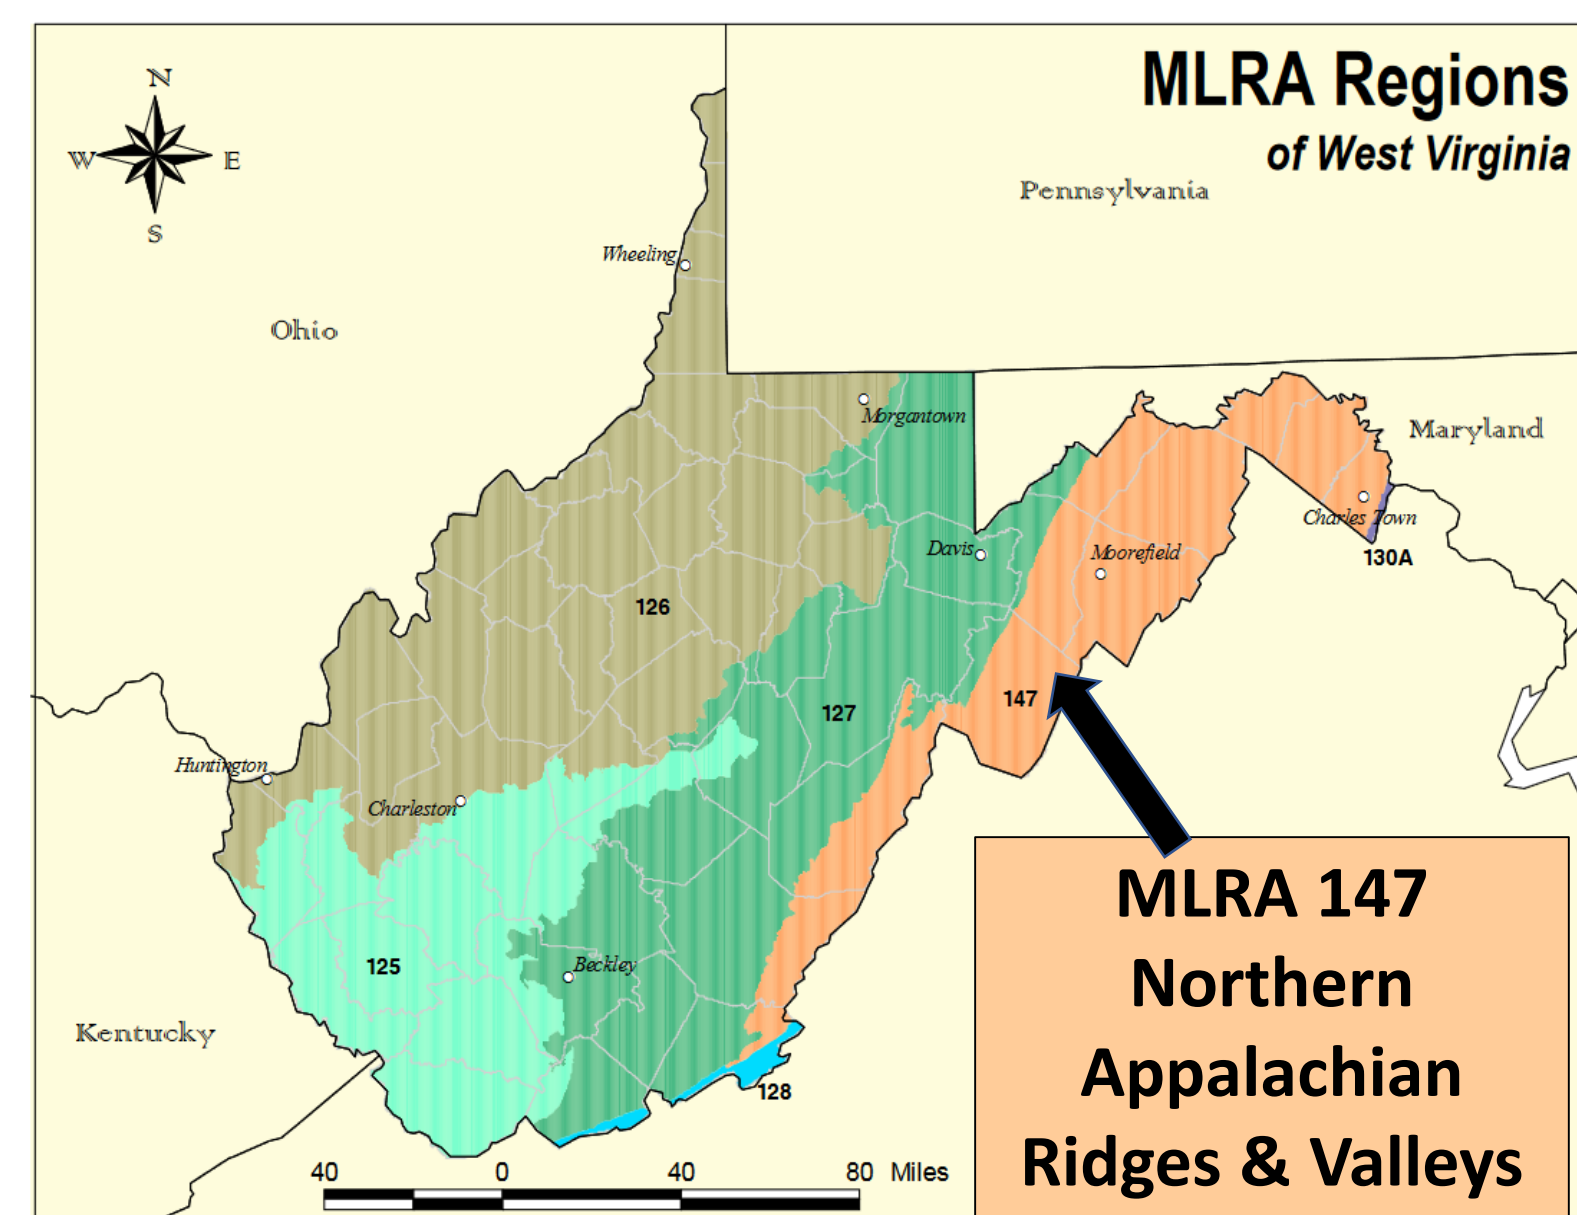 MLRA Regions
of West Virginia
N
W E
S
Pennsylvania
Wheeling
Ohio
Morgantown
Maryland
Charles Town
130A
Davis
Moorefield
126
147
127
Huntington
Charleston
125
Beckley
Kentucky
128
MLRA 147
Northern
Appalachian
Ridges & Valleys
40 0 40 80 Miles